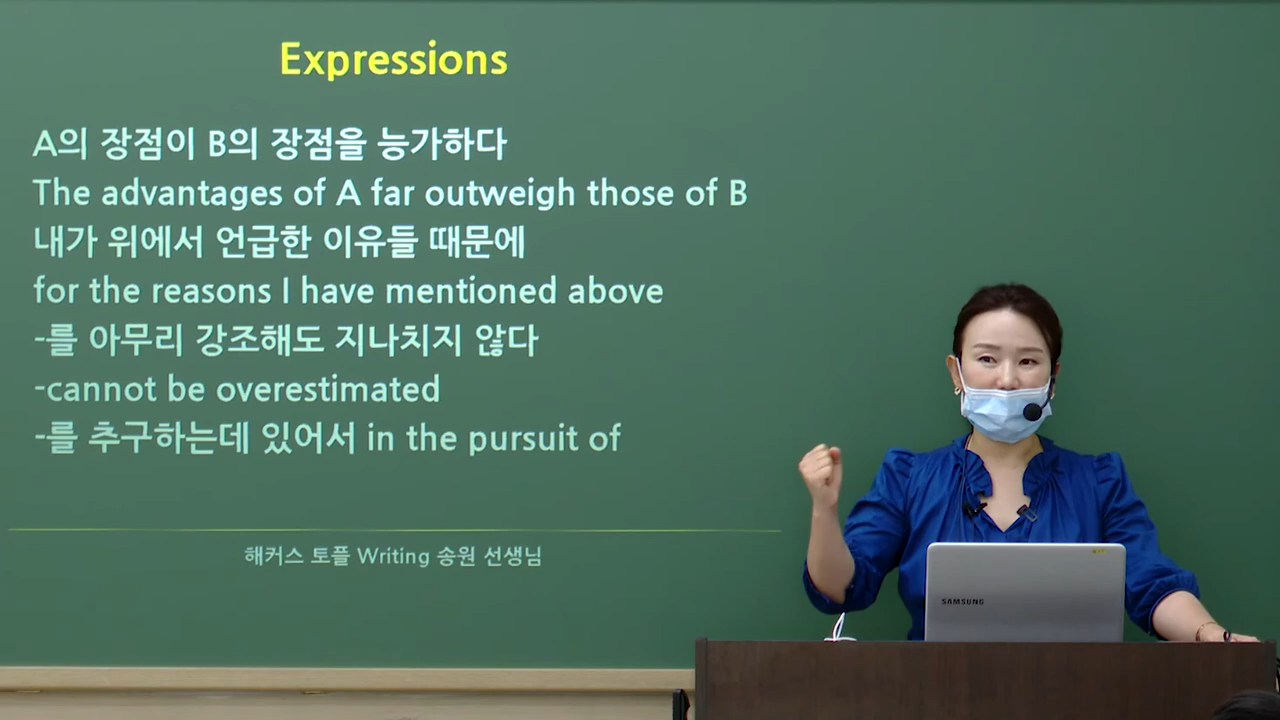 Expressions
A의 장점이 B의 장점을 능가하다
The advantages of A far outweigh those of B
내가 위에서 언급한 이유들 때문에
for the reasons I have mentioned above
-를 아무리 강조해도 지나치지 않다
-cannot be overestimated
-를 추구하는데 있어서 in the pursuit of
해커스 토플 Writing 송원 선생님
SAMSUNG